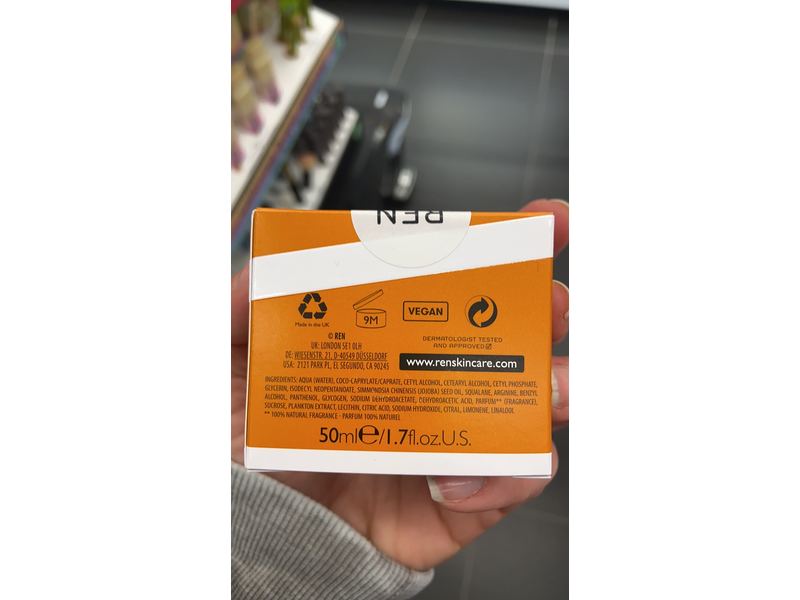 REN
Made in the UK
9M
VEGAN
© REN
UK: LONDON SE1 0LH
DE: WIESENSTR. 21, D-40549 DÜSSELDORF
USA: 2121 PARK PL, EL SEGUNDO, CA 90245
DERMATOLOGIST TESTED
AND APPROVED
www.renskincare.com
INGREDIENTS: AQUA (WATER), COCO-CAPRYLATE/CAPRATE, CETYL ALCOHOL, CETEARYL ALCOHOL, CETYL PHOSPHATE,
GLYCERIN, ISODECYL NEOPENTANOATE, SIMMONDSIA CHINENSIS (JOJOBA) SEED OIL, SQUALANE, ARGININE, BENZYL
ALCOHOL, PANTHENOL, GLYCOGEN, SODIUM DEHYDROACETATE, DEHYDROACETIC ACID, PARFUM** (FRAGRANCE),
SUCROSE, PLANKTON EXTRACT, LECITHIN, CITRIC ACID, SODIUM HYDROXIDE, CITRAL, LIMONENE, LINALOOL.
** 100% NATURAL FRAGRANCE - PARFUM 100% NATUREL
50ml℮/1.7fl.oz.U.S.